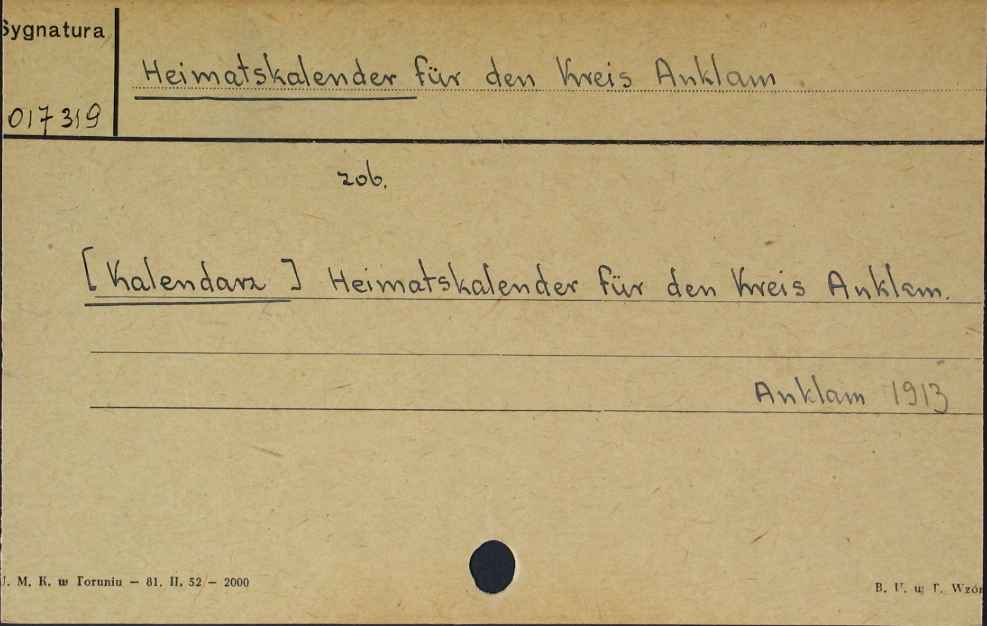 Sygnatura
Heimatskalender für den Kreis Anklam.
017319
zob.
[Kalendarz] Heimatskalender für den Kreis Anklam.
Anklam 1913
M. K. w Toruniu — 81. II. 52 — 2000
B. U. w T. Wzór